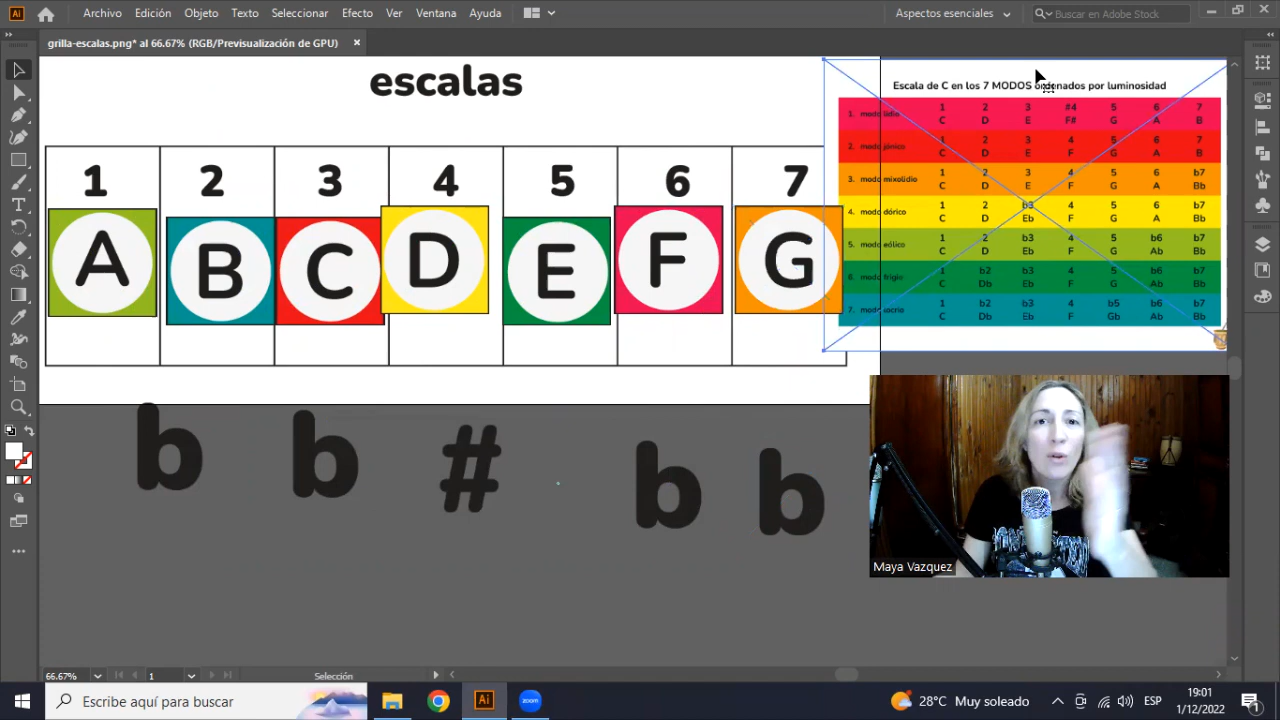 Ai
Archivo Edición Objeto Texto Seleccionar Efecto Ver Ventana Ayuda
Aspectos esenciales
Buscar en Adobe Stock
grilla-escalas.png* al 66.67% (RGB/Previsualización de GPU)
escalas
1 2 3 4 5 6 7
A B C D E F G
b b # b b
Escala de C en los 7 MODOS ordenados por luminosidad
1. modo lidio 1 2 3 #4 5 6 7
C D E F# G A B
2. modo jónico 1 2 3 4 5 6 7
C D E F G A B
3. modo mixolidio 1 2 3 4 5 6 b7
C D E F G A Bb
4. modo dórico 1 2 b3 4 5 6 b7
C D Eb F G A Bb
5. modo eólico 1 2 b3 4 5 b6 b7
C D Eb F G Ab Bb
6. modo frigio 1 b2 b3 4 5 b6 b7
C Db Eb F G Ab Bb
7. modo locrio 1 b2 b3 4 b5 b6 b7
C Db Eb F Gb Ab Bb
Maya Vazquez
66.67% 1 Selección
Escribe aquí para buscar
Ai
zoom
28°C Muy soleado
ESP
19:01
1/12/2022